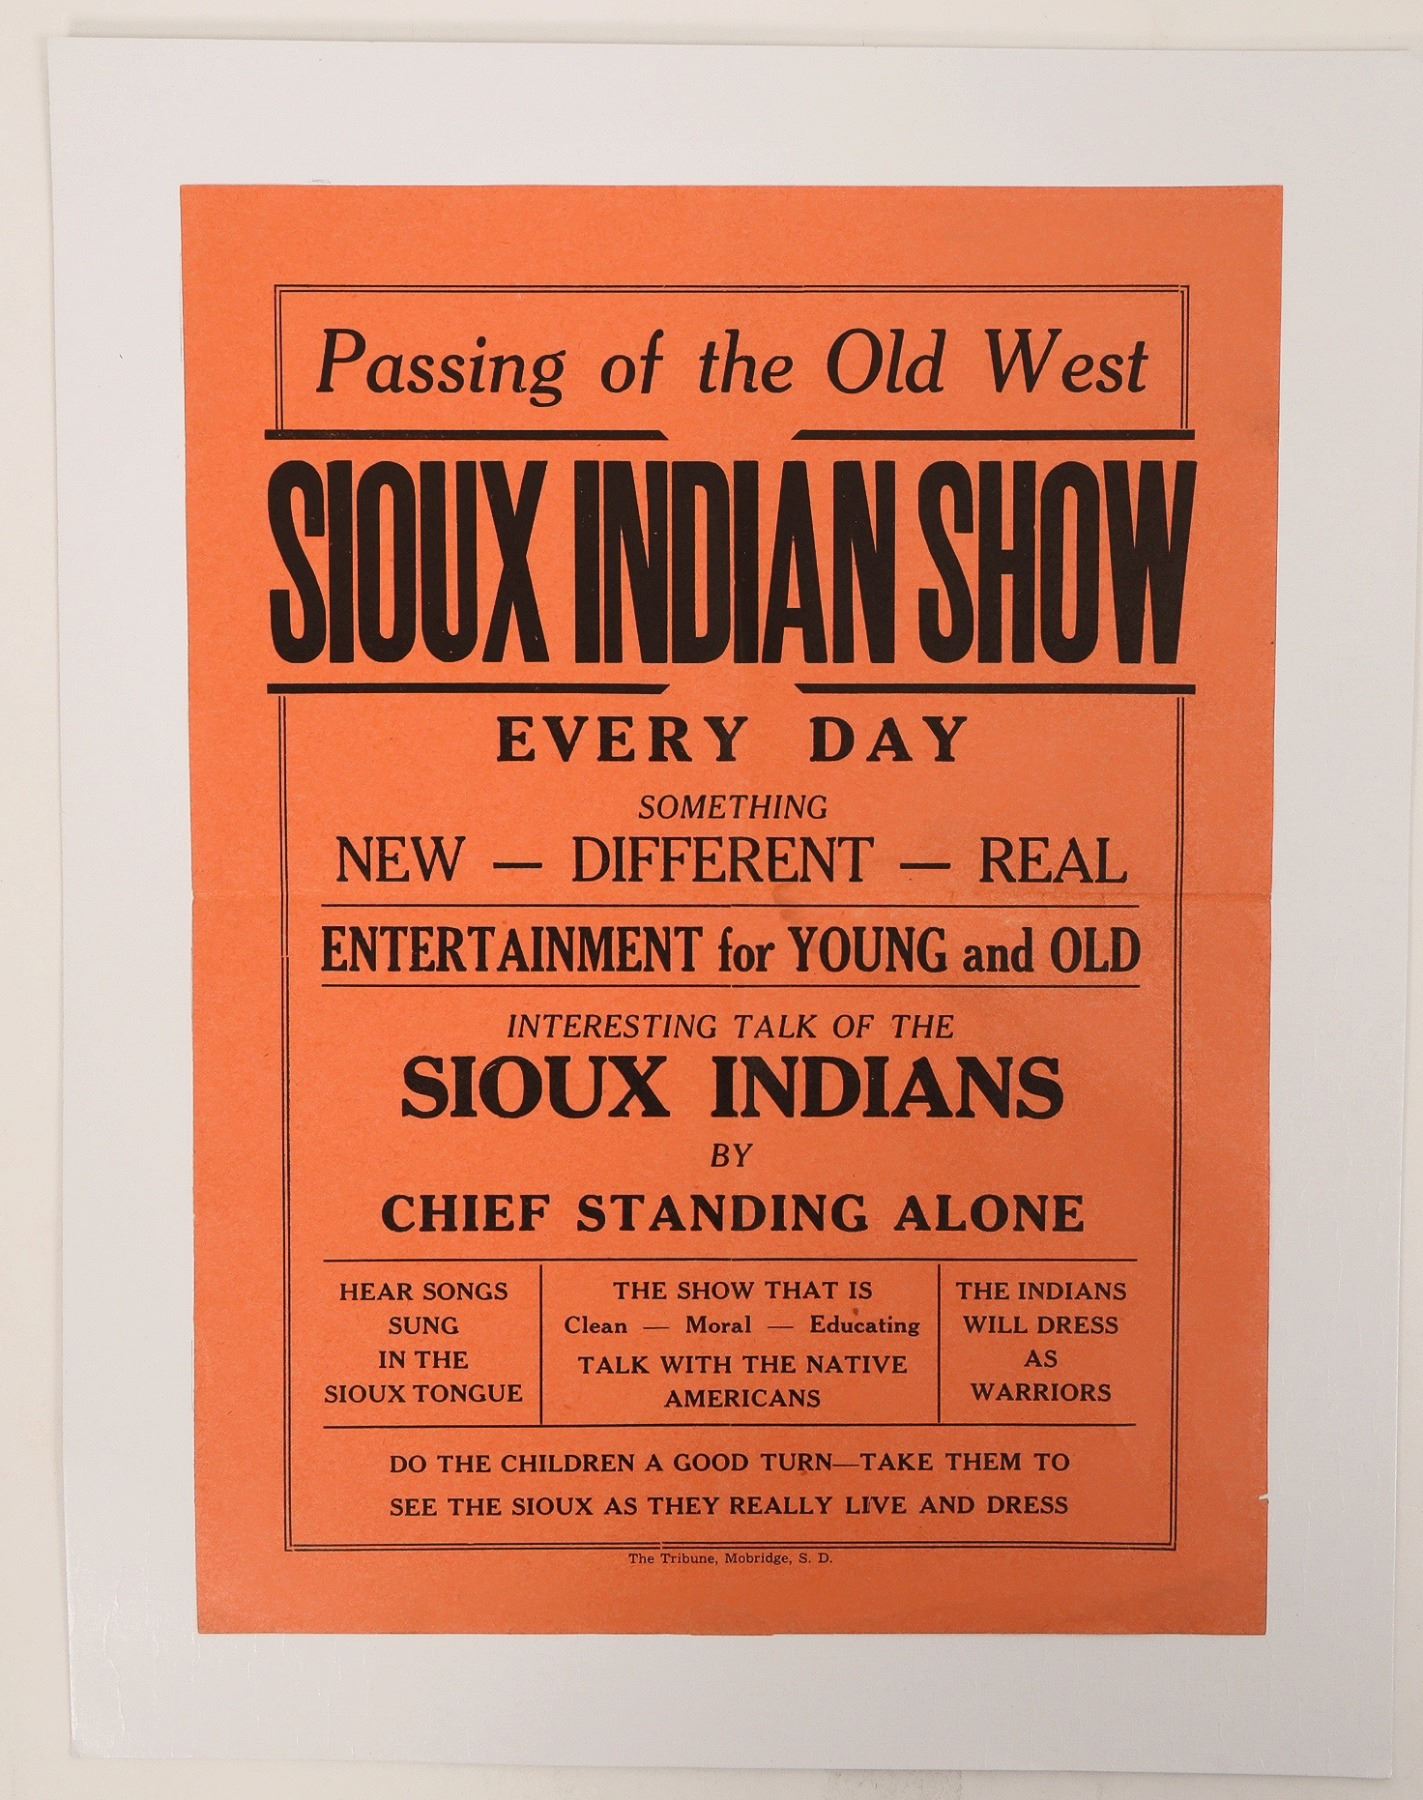 Passing of the Old West
SIOUX INDIAN SHOW
EVERY DAY
SOMETHING
NEW — DIFFERENT — REAL
ENTERTAINMENT for YOUNG and OLD
INTERESTING TALK OF THE
SIOUX INDIANS
BY
CHIEF STANDING ALONE
HEAR SONGS
SUNG
IN THE
SIOUX TONGUE
THE SHOW THAT IS
Clean — Moral — Educating
TALK WITH THE NATIVE
AMERICANS
THE INDIANS
WILL DRESS
AS
WARRIORS
DO THE CHILDREN A GOOD TURN—TAKE THEM TO
SEE THE SIOUX AS THEY REALLY LIVE AND DRESS
The Tribune, Mobridge, S. D.